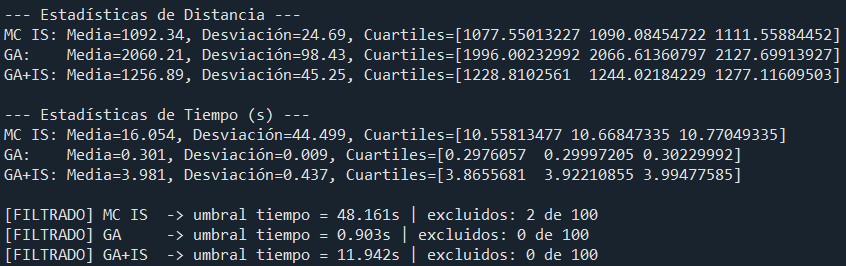 --- Estadísticas de Distancia ---
MC IS: Media=1092.34, Desviación=24.69, Cuartiles=[1077.55013227 1090.08454722 1111.55884452]
GA:    Media=2060.21, Desviación=98.43, Cuartiles=[1996.00232992 2066.61360797 2127.69913927]
GA+IS: Media=1256.89, Desviación=45.25, Cuartiles=[1228.8102561  1244.02184229 1277.11609503]

--- Estadísticas de Tiempo (s) ---
MC IS: Media=16.054, Desviación=44.499, Cuartiles=[10.55813477 10.66847335 10.77049335]
GA:    Media=0.301, Desviación=0.009, Cuartiles=[0.2976057  0.29997205 0.30229992]
GA+IS: Media=3.981, Desviación=0.437, Cuartiles=[3.8655681  3.92210855 3.99477585]

[FILTRADO] MC IS  -> umbral tiempo = 48.161s | excluidos: 2 de 100
[FILTRADO] GA     -> umbral tiempo = 0.903s | excluidos: 0 de 100
[FILTRADO] GA+IS  -> umbral tiempo = 11.942s | excluidos: 0 de 100